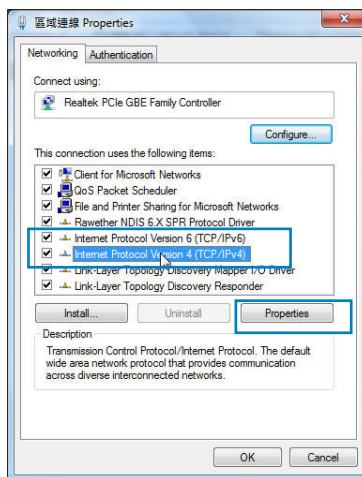 區域連線 Properties
Networking
Authentication
Connect using:
Realtek PCIe GBE Family Controller
Configure...
This connection uses the following items:
Client for Microsoft Networks
QoS Packet Scheduler
File and Printer Sharing for Microsoft Networks
Rawether NDIS 6.X SPR Protocol Driver
Internet Protocol Version 6 (TCP/IPv6)
Internet Protocol Version 4 (TCP/IPv4)
Link-Layer Topology Discovery Mapper I/O Driver
Link-Layer Topology Discovery Responder
Install...
Uninstall
Properties
Description
Transmission Control Protocol/Internet Protocol. The default
wide area network protocol that provides communication
across diverse interconnected networks.
OK
Cancel